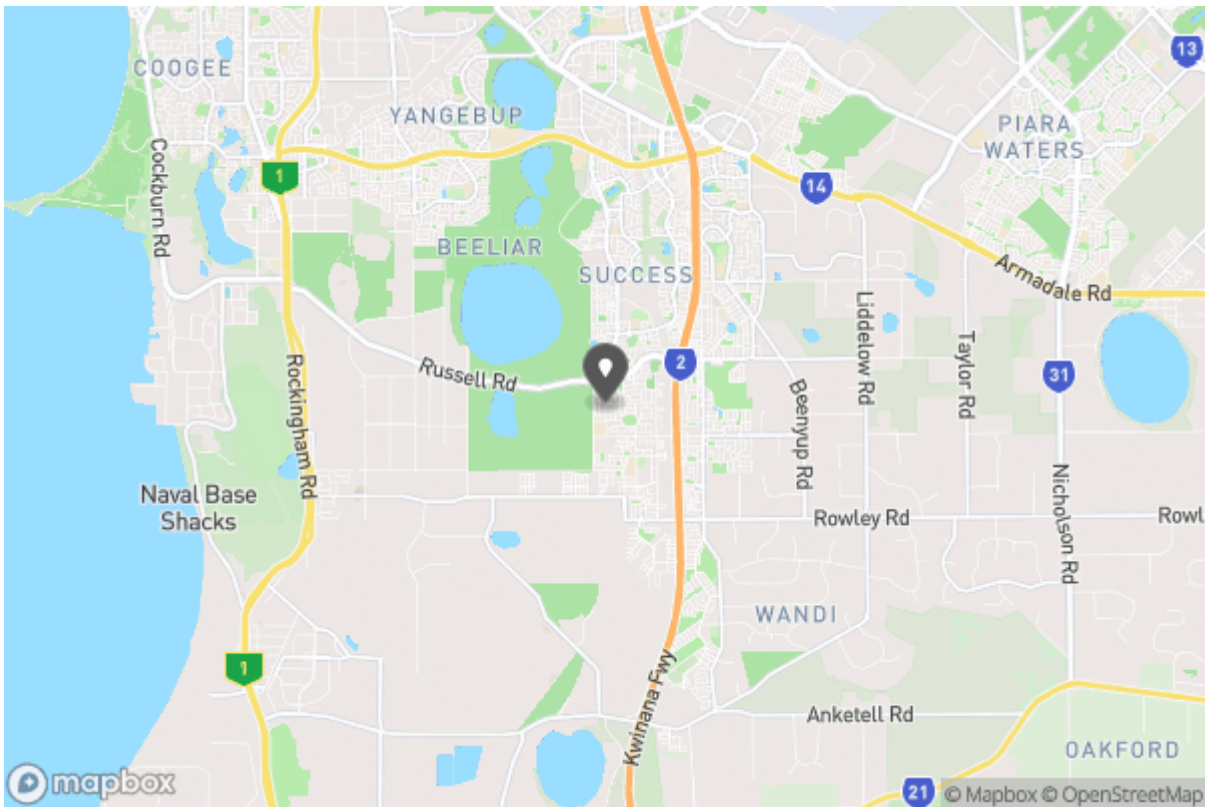 13
COOGEE
YANGEBUP
PIARA
WATERS
Cockburn Rd
1
14
BEELIAR
SUCCESS
Armadale Rd
Liddelow Rd
Taylor Rd
Russell Rd
2
31
Rockingham Rd
Beenyup Rd
Naval Base
Shacks
Nicholson Rd
Rowley Rd
Rowl
WANDI
1
Kwinana Fwy
Anketell Rd
OAKFORD
mapbox
21
© Mapbox © OpenStreetMap